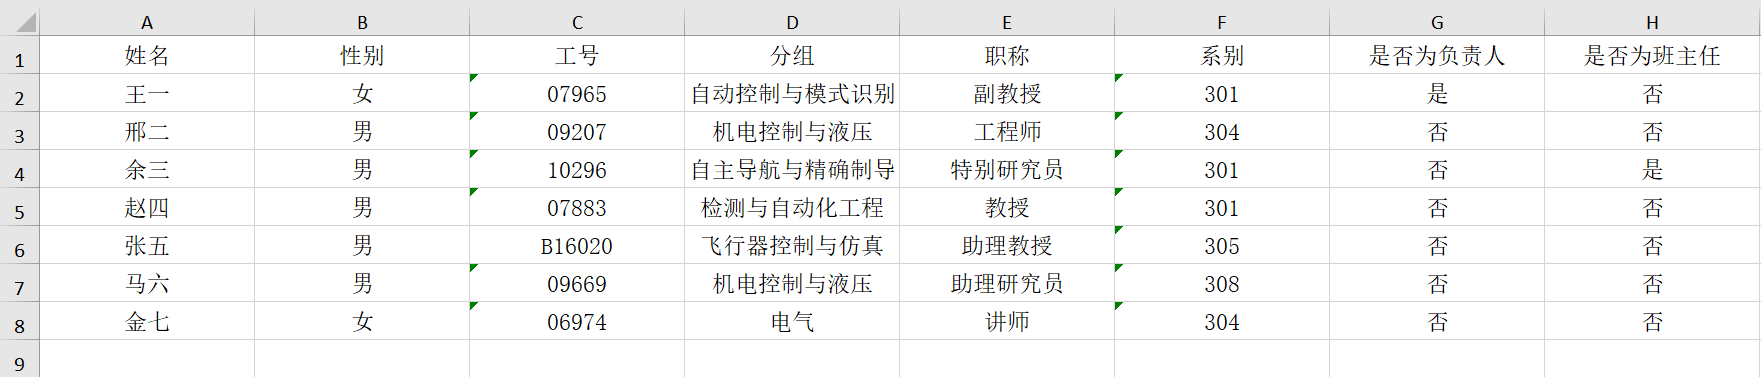 A B C D E F G H
1 姓名 性别 工号 分组 职称 系别 是否为负责人 是否为班主任
2 王一 女 07965 自动控制与模式识别 副教授 301 是 否
3 邢二 男 09207 机电控制与液压 工程师 304 否 否
4 余三 男 10296 自主导航与精确制导 特别研究员 301 否 是
5 赵四 男 07883 检测与自动化工程 教授 301 否 否
6 张五 男 B16020 飞行器控制与仿真 助理教授 305 否 否
7 马六 男 09669 机电控制与液压 助理研究员 308 否 否
8 金七 女 06974 电气 讲师 304 否 否
9